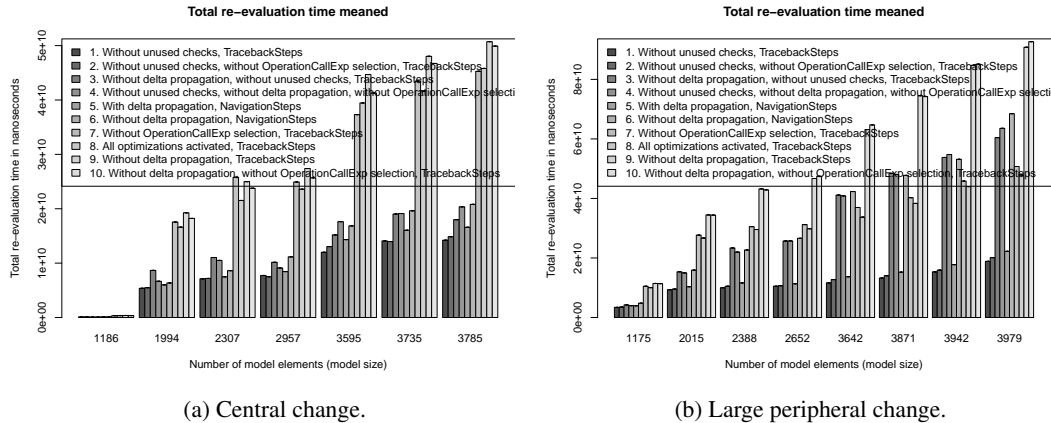 Total re-evaluation time meaned
Total re-evaluation time in nanoseconds
0e+00
1e+10
2e+10
3e+10
4e+10
5e+10
1. Without unused checks, TracebackSteps
2. Without unused checks, without OperationCallExp selection, TracebackSteps
3. Without delta propagation, without unused checks, TracebackSteps
4. Without unused checks, without delta propagation, without OperationCallExp selecti
5. With delta propagation, NavigationSteps
6. Without delta propagation, NavigationSteps
7. Without OperationCallExp selection, TracebackSteps
8. All optimizations activated, TracebackSteps
9. Without delta propagation, TracebackSteps
10. Without delta propagation, without OperationCallExp selection, TracebackSteps
1186 1994 2307 2957 3595 3735 3785
Number of model elements (model size)
(a) Central change.
Total re-evaluation time meaned
Total re-evaluation time in nanoseconds
0e+00
2e+10
4e+10
6e+10
8e+10
1. Without unused checks, TracebackSteps
2. Without unused checks, without OperationCallExp selection, TracebackSteps
3. Without delta propagation, without unused checks, TracebackSteps
4. Without unused checks, without delta propagation, without OperationCallExp selecti
5. With delta propagation, NavigationSteps
6. Without delta propagation, NavigationSteps
7. Without OperationCallExp selection, TracebackSteps
8. All optimizations activated, TracebackSteps
9. Without delta propagation, TracebackSteps
10. Without delta propagation, without OperationCallExp selection, TracebackSteps
1175 2015 2388 2652 3642 3871 3942 3979
Number of model elements (model size)
(b) Large peripheral change.